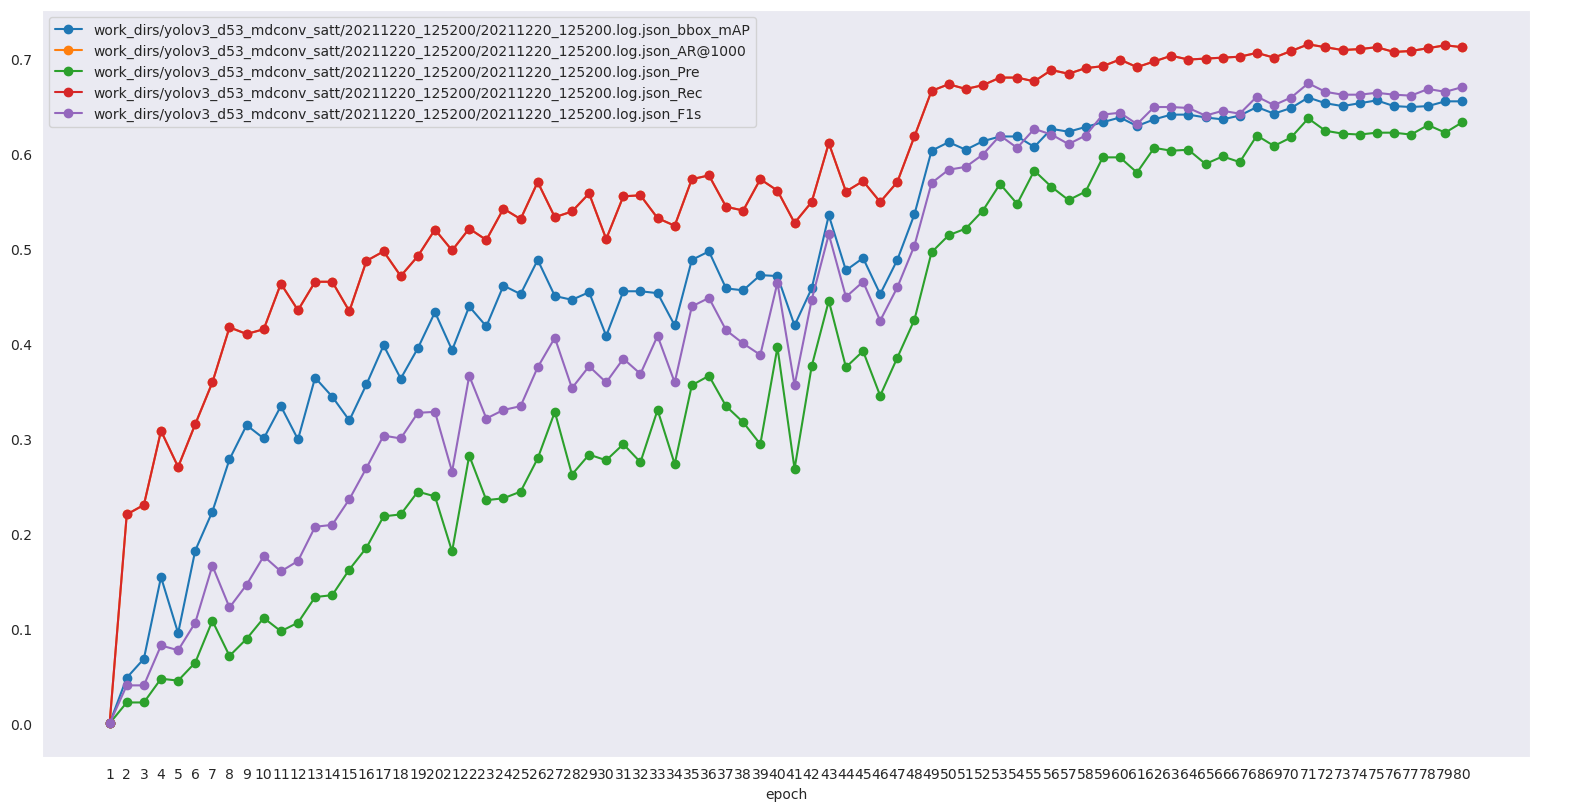 work_dirs/yolov3_d53_mdconv_satt/20211220_125200/20211220_125200.log.json_bbox_mAP
work_dirs/yolov3_d53_mdconv_satt/20211220_125200/20211220_125200.log.json_AR@1000
work_dirs/yolov3_d53_mdconv_satt/20211220_125200/20211220_125200.log.json_Pre
work_dirs/yolov3_d53_mdconv_satt/20211220_125200/20211220_125200.log.json_Rec
work_dirs/yolov3_d53_mdconv_satt/20211220_125200/20211220_125200.log.json_F1s
0.7
0.6
0.5
0.4
0.3
0.2
0.1
0.0
1 2 3 4 5 6 7 8 9 10 11 12 13 14 15 16 17 18 19 20 21 22 23 24 25 26 27 28 29 30 31 32 33 34 35 36 37 38 39 40 41 42 43 44 45 46 47 48 49 50 51 52 53 54 55 56 57 58 59 60 61 62 63 64 65 66 67 68 69 70 71 72 73 74 75 76 77 78 79 80
epoch